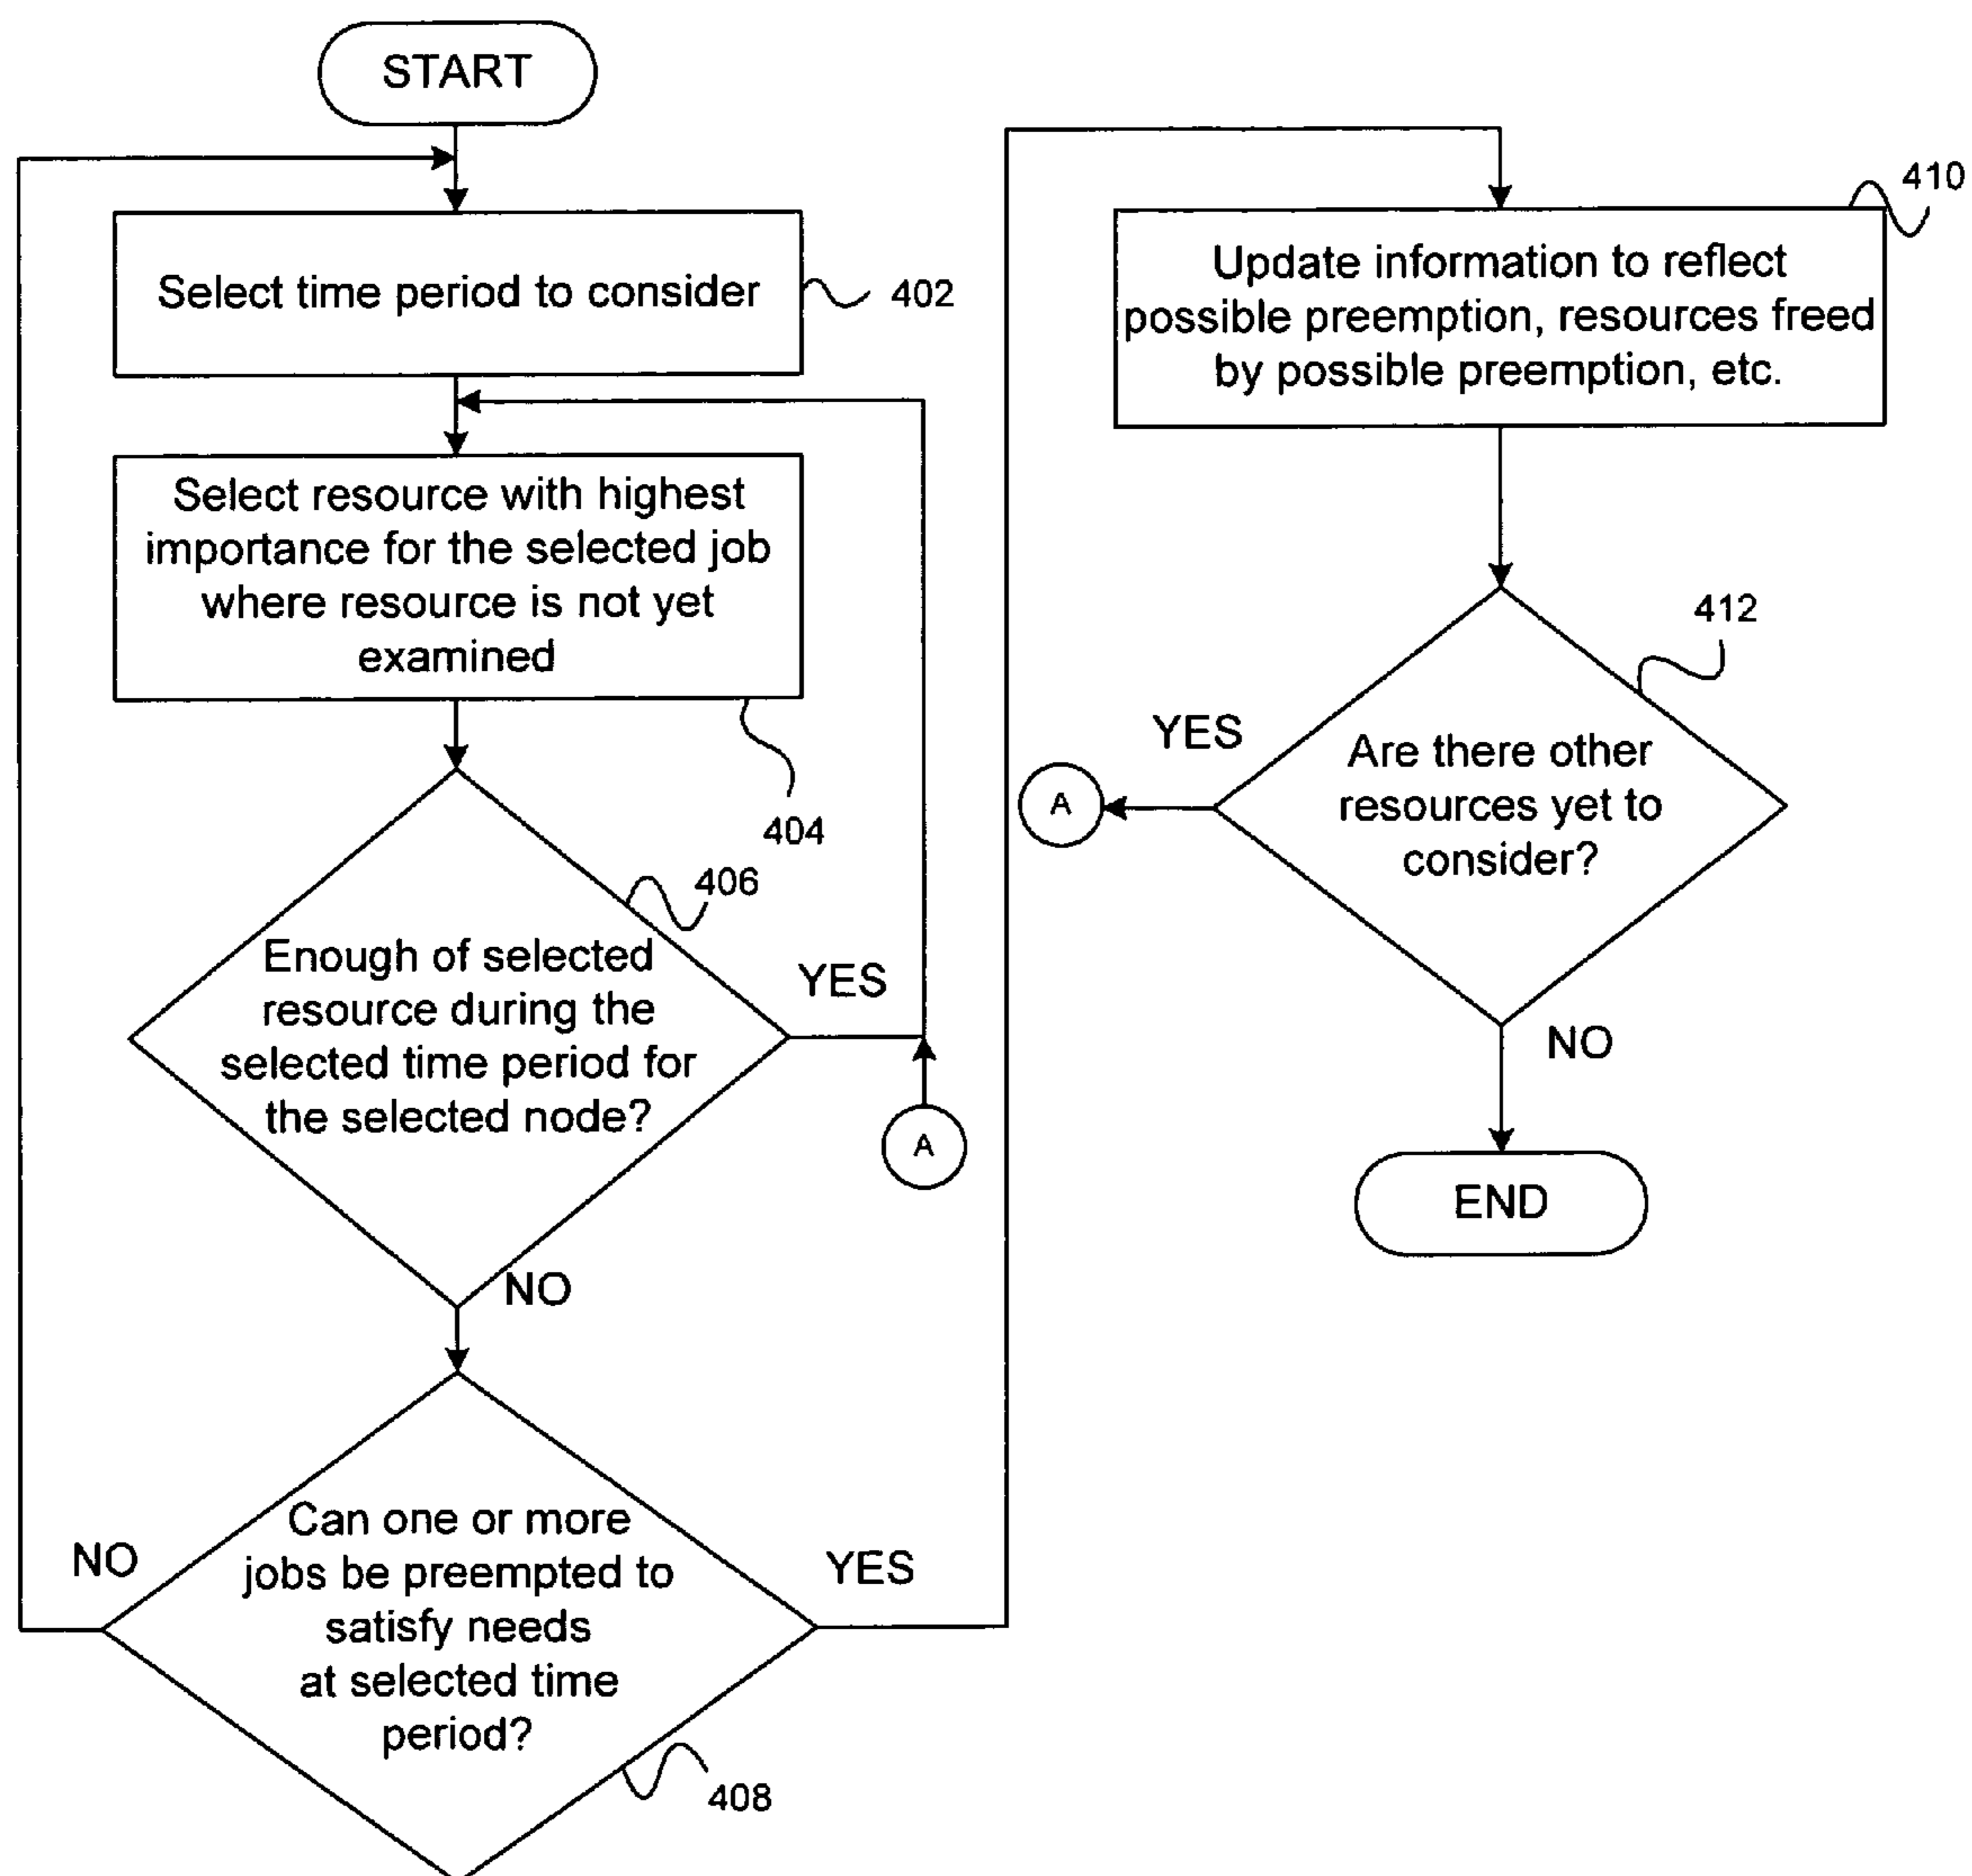 START
Select time period to consider
402
Select resource with highest
importance for the selected job
where resource is not yet
examined
404
406
Enough of selected
resource during the
selected time period for
the selected node?
YES
A
NO
Can one or more
jobs be preempted to
satisfy needs
at selected time
period?
NO
YES
408
410
Update information to reflect
possible preemption, resources freed
by possible preemption, etc.
412
Are there other
resources yet to
consider?
YES
A
NO
END